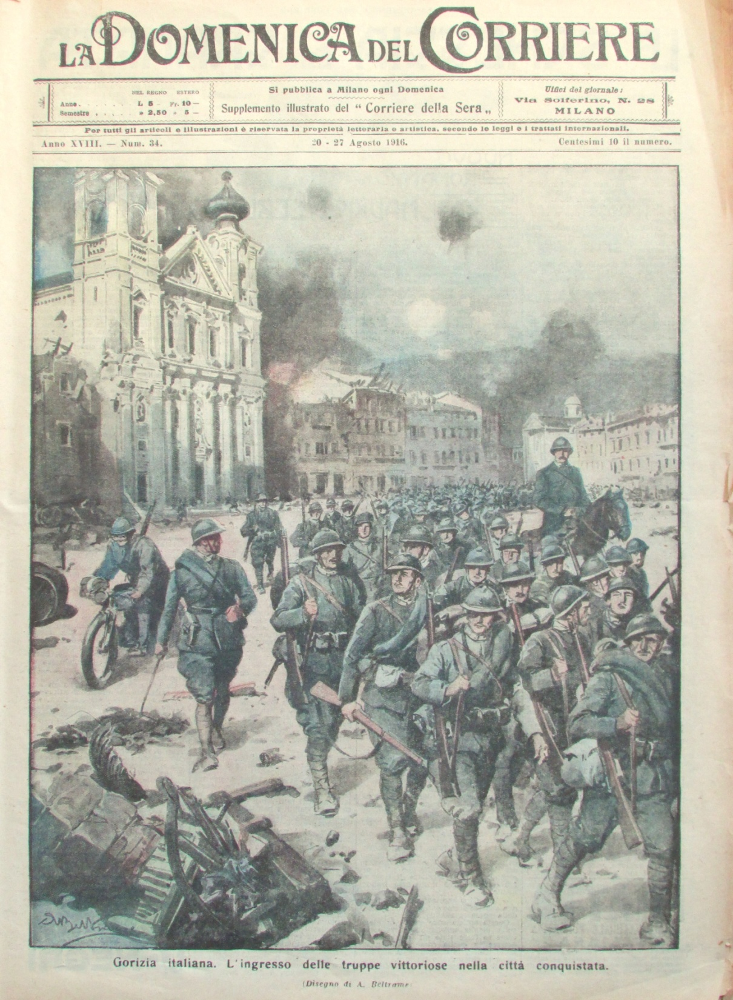 LA DOMENICA DEL CORRIERE
NEL REGNO ESTERO
Anno. . . . . . . L 5 - Fr. 10 —
Semestre . . . . . » 2,50 » 5 —
Si pubblica a Milano ogni Domenica
Supplemento illustrato del “ Corriere della Sera „
Uffici del giornale:
Via Solferino, N. 28
MILANO
Per tutti gli articoli e illustrazioni è riservata la proprietà letteraria e artistica, secondo le leggi e i trattati internazionali.
Anno XVIII. — Num. 34.
20 - 27 Agosto 1916.
Centesimi 10 il numero.
Gorizia italiana. L'ingresso delle truppe vittoriose nella città conquistata.
(Disegno di A. Beltrame)